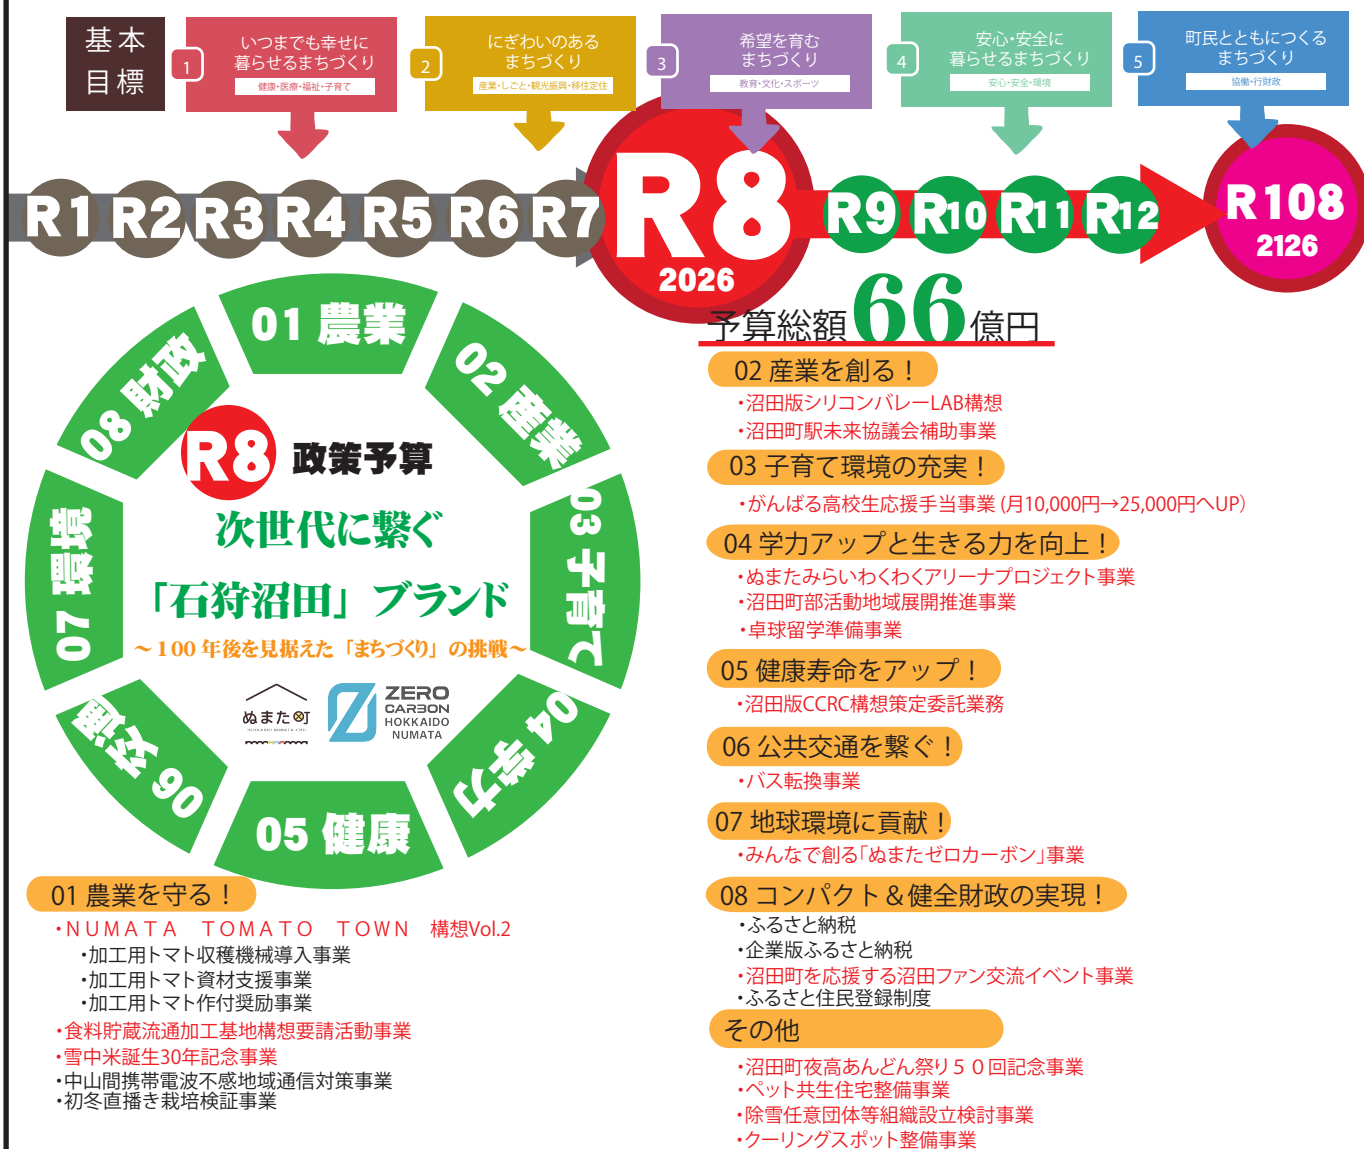 基本
目標
1
いつまでも幸せに
暮らせるまちづくり
健康・医療・福祉・子育て
2
にぎわいのある
まちづくり
産業・しごと・観光振興・移住定住
3
希望を育む
まちづくり
教育・文化・スポーツ
4
安心・安全に
暮らせるまちづくり
安心・安全・環境
5
町民とともにつくる
まちづくり
協働・行財政
R1 R2 R3 R4 R5 R6 R7
R8
2026
R9 R10 R11 R12
R108
2126
01 農業
02 産業
03 子育て
04 学力
05 健康
06 交通
07 環境
08 財政
R8 政策予算
次世代に繋ぐ
「石狩沼田」ブランド
～100年後を見据えた「まちづくり」の挑戦～
ぬまた町
HOKKAIDO NUMATA-CHO
ZERO
CARBON
HOKKAIDO
NUMATA
01 農業を守る！
・NUMATA TOMATO TOWN 構想Vol.2
・加工用トマト収穫機械導入事業
・加工用トマト資材支援事業
・加工用トマト作付奨励事業
・食料貯蔵流通加工基地構想要請活動事業
・雪中米誕生30年記念事業
・中山間携帯電波不感地域通信対策事業
・初冬直播き栽培検証事業
予算総額66億円
02 産業を創る！
・沼田版シリコンバレーLAB構想
・沼田町駅未来協議会補助事業
03 子育て環境の充実！
・がんばる高校生応援手当事業 (月10,000円→25,000円へUP)
04 学力アップと生きる力を向上！
・ぬまたみらいわくわくアリーナプロジェクト事業
・沼田町部活動地域展開推進事業
・卓球留学準備事業
05 健康寿命をアップ！
・沼田版CCRC構想策定委託業務
06 公共交通を繋ぐ！
・バス転換事業
07 地球環境に貢献！
・みんなで創る「ぬまたゼロカーボン」事業
08 コンパクト＆健全財政の実現！
・ふるさと納税
・企業版ふるさと納税
・沼田町を応援する沼田ファン交流イベント事業
・ふるさと住民登録制度
その他
・沼田町夜高あんどん祭り５０回記念事業
・ペット共生住宅整備事業
・除雪任意団体等組織設立検討事業
・クーリングスポット整備事業